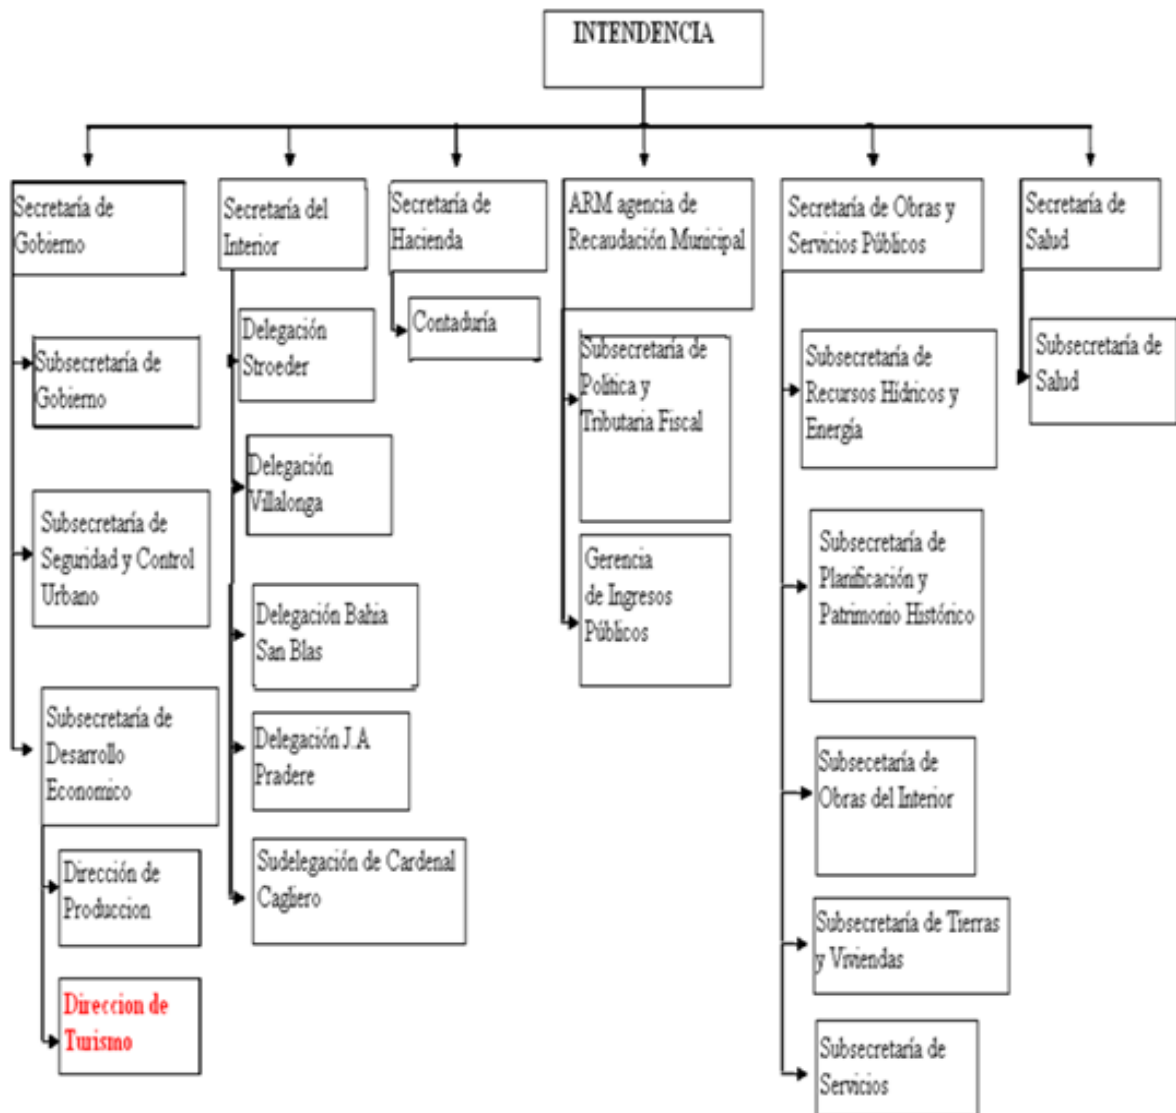 INTENDENCIA
Secretaría de
Gobierno
Subsecretaría de
Gobierno
Subsecretaría de
Seguridad y Control
Urbano
Subsecretaría de
Desarrollo
Economico
Dirección de
Produccion
Direccion de
Turismo
Secretaría del
Interior
Delegación
Stroeder
Delegación
Villalonga
Delegación Bahia
San Blas
Delegación J.A
Pradere
Sudelegación de Cardenal
Cagliero
Secretaría de
Hacienda
Contaduría
ARM agencia de
Recaudación Municipal
Subsecretaría de
Política y
Tributaria Fiscal
Gerencia
de Ingresos
Públicos
Secretaría de Obras y
Servicios Públicos
Subsecretaría de
Recursos Hídricos y
Energía
Subsecretaría de
Planificación y
Patrimonio Histórico
Subsecetaría de
Obras del Interior
Subsecretaría de Tierras
y Viviendas
Subsecretaría de
Servicios
Secretaría de
Salud
Subsecretaría de
Salud